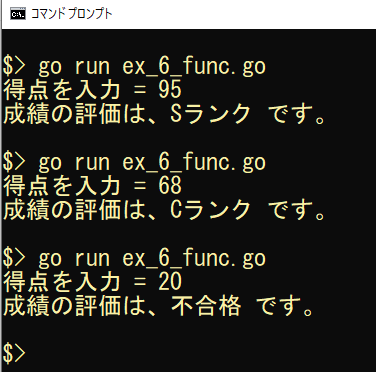 コマンドプロンプト
$> go run ex_6_func.go
得点を入力 = 95
成績の評価は、Sランク です。
$> go run ex_6_func.go
得点を入力 = 68
成績の評価は、Cランク です。
$> go run ex_6_func.go
得点を入力 = 20
成績の評価は、不合格 です。
$>